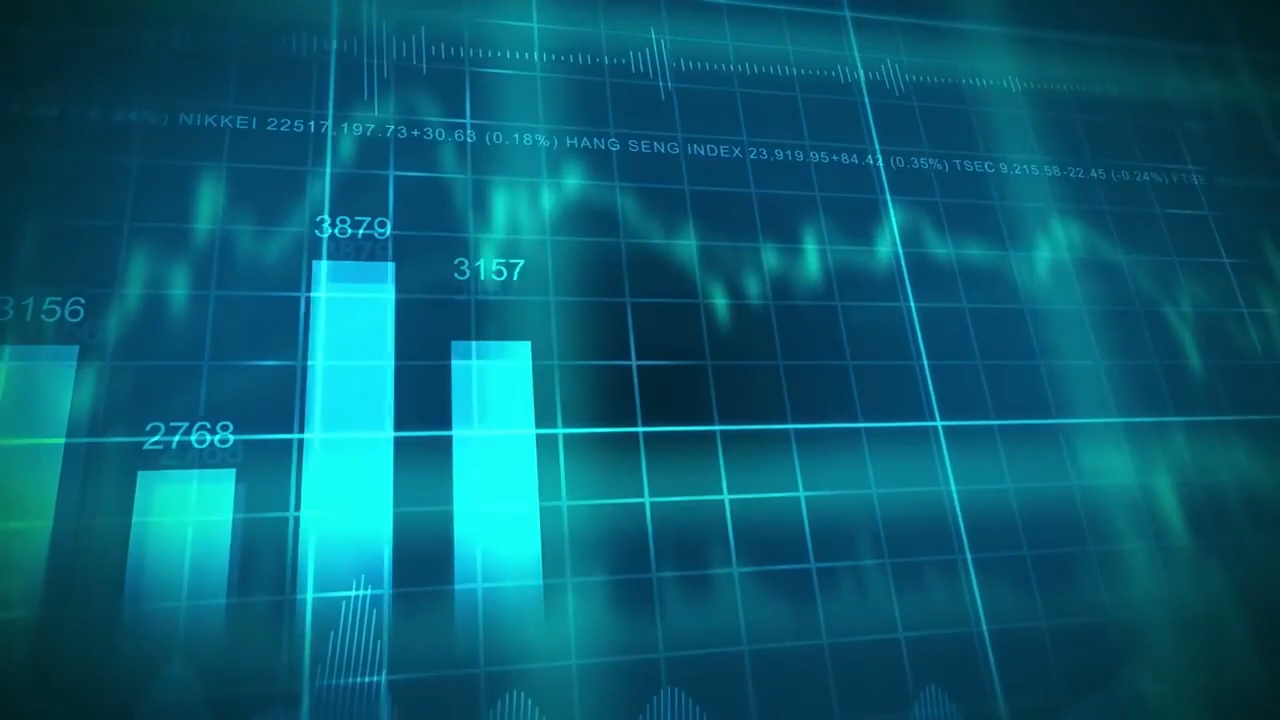 ) NIKKEI 22517,197.73+30.63 (0.18%) HANG SENG INDEX 23,919.95+84.42 (0.35%) TSEC 9,215.58-22.45 (-0.24%) FTSE
3879
3157
3156
2768